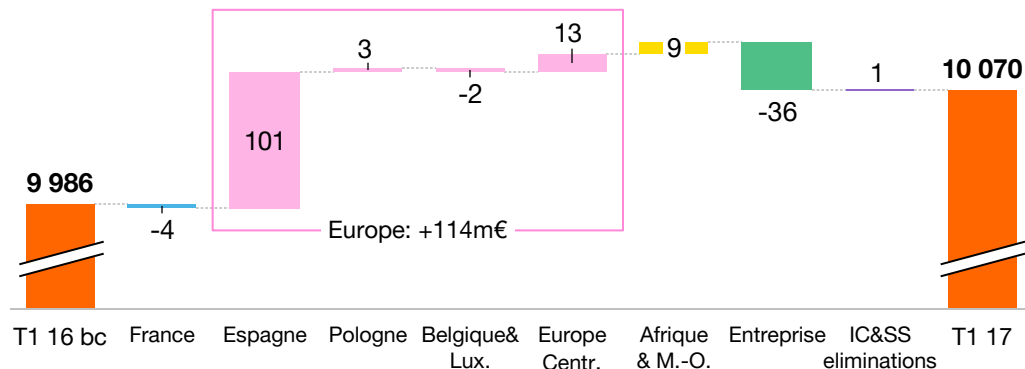 9 986
-4
101
3
-2
13
9
-36
1
10 070
Europe: +114m€
T1 16 bc
France
Espagne
Pologne
Belgique&
Lux.
Europe
Centr.
Afrique
& M.-O.
Entreprise
IC&SS
eliminations
T1 17